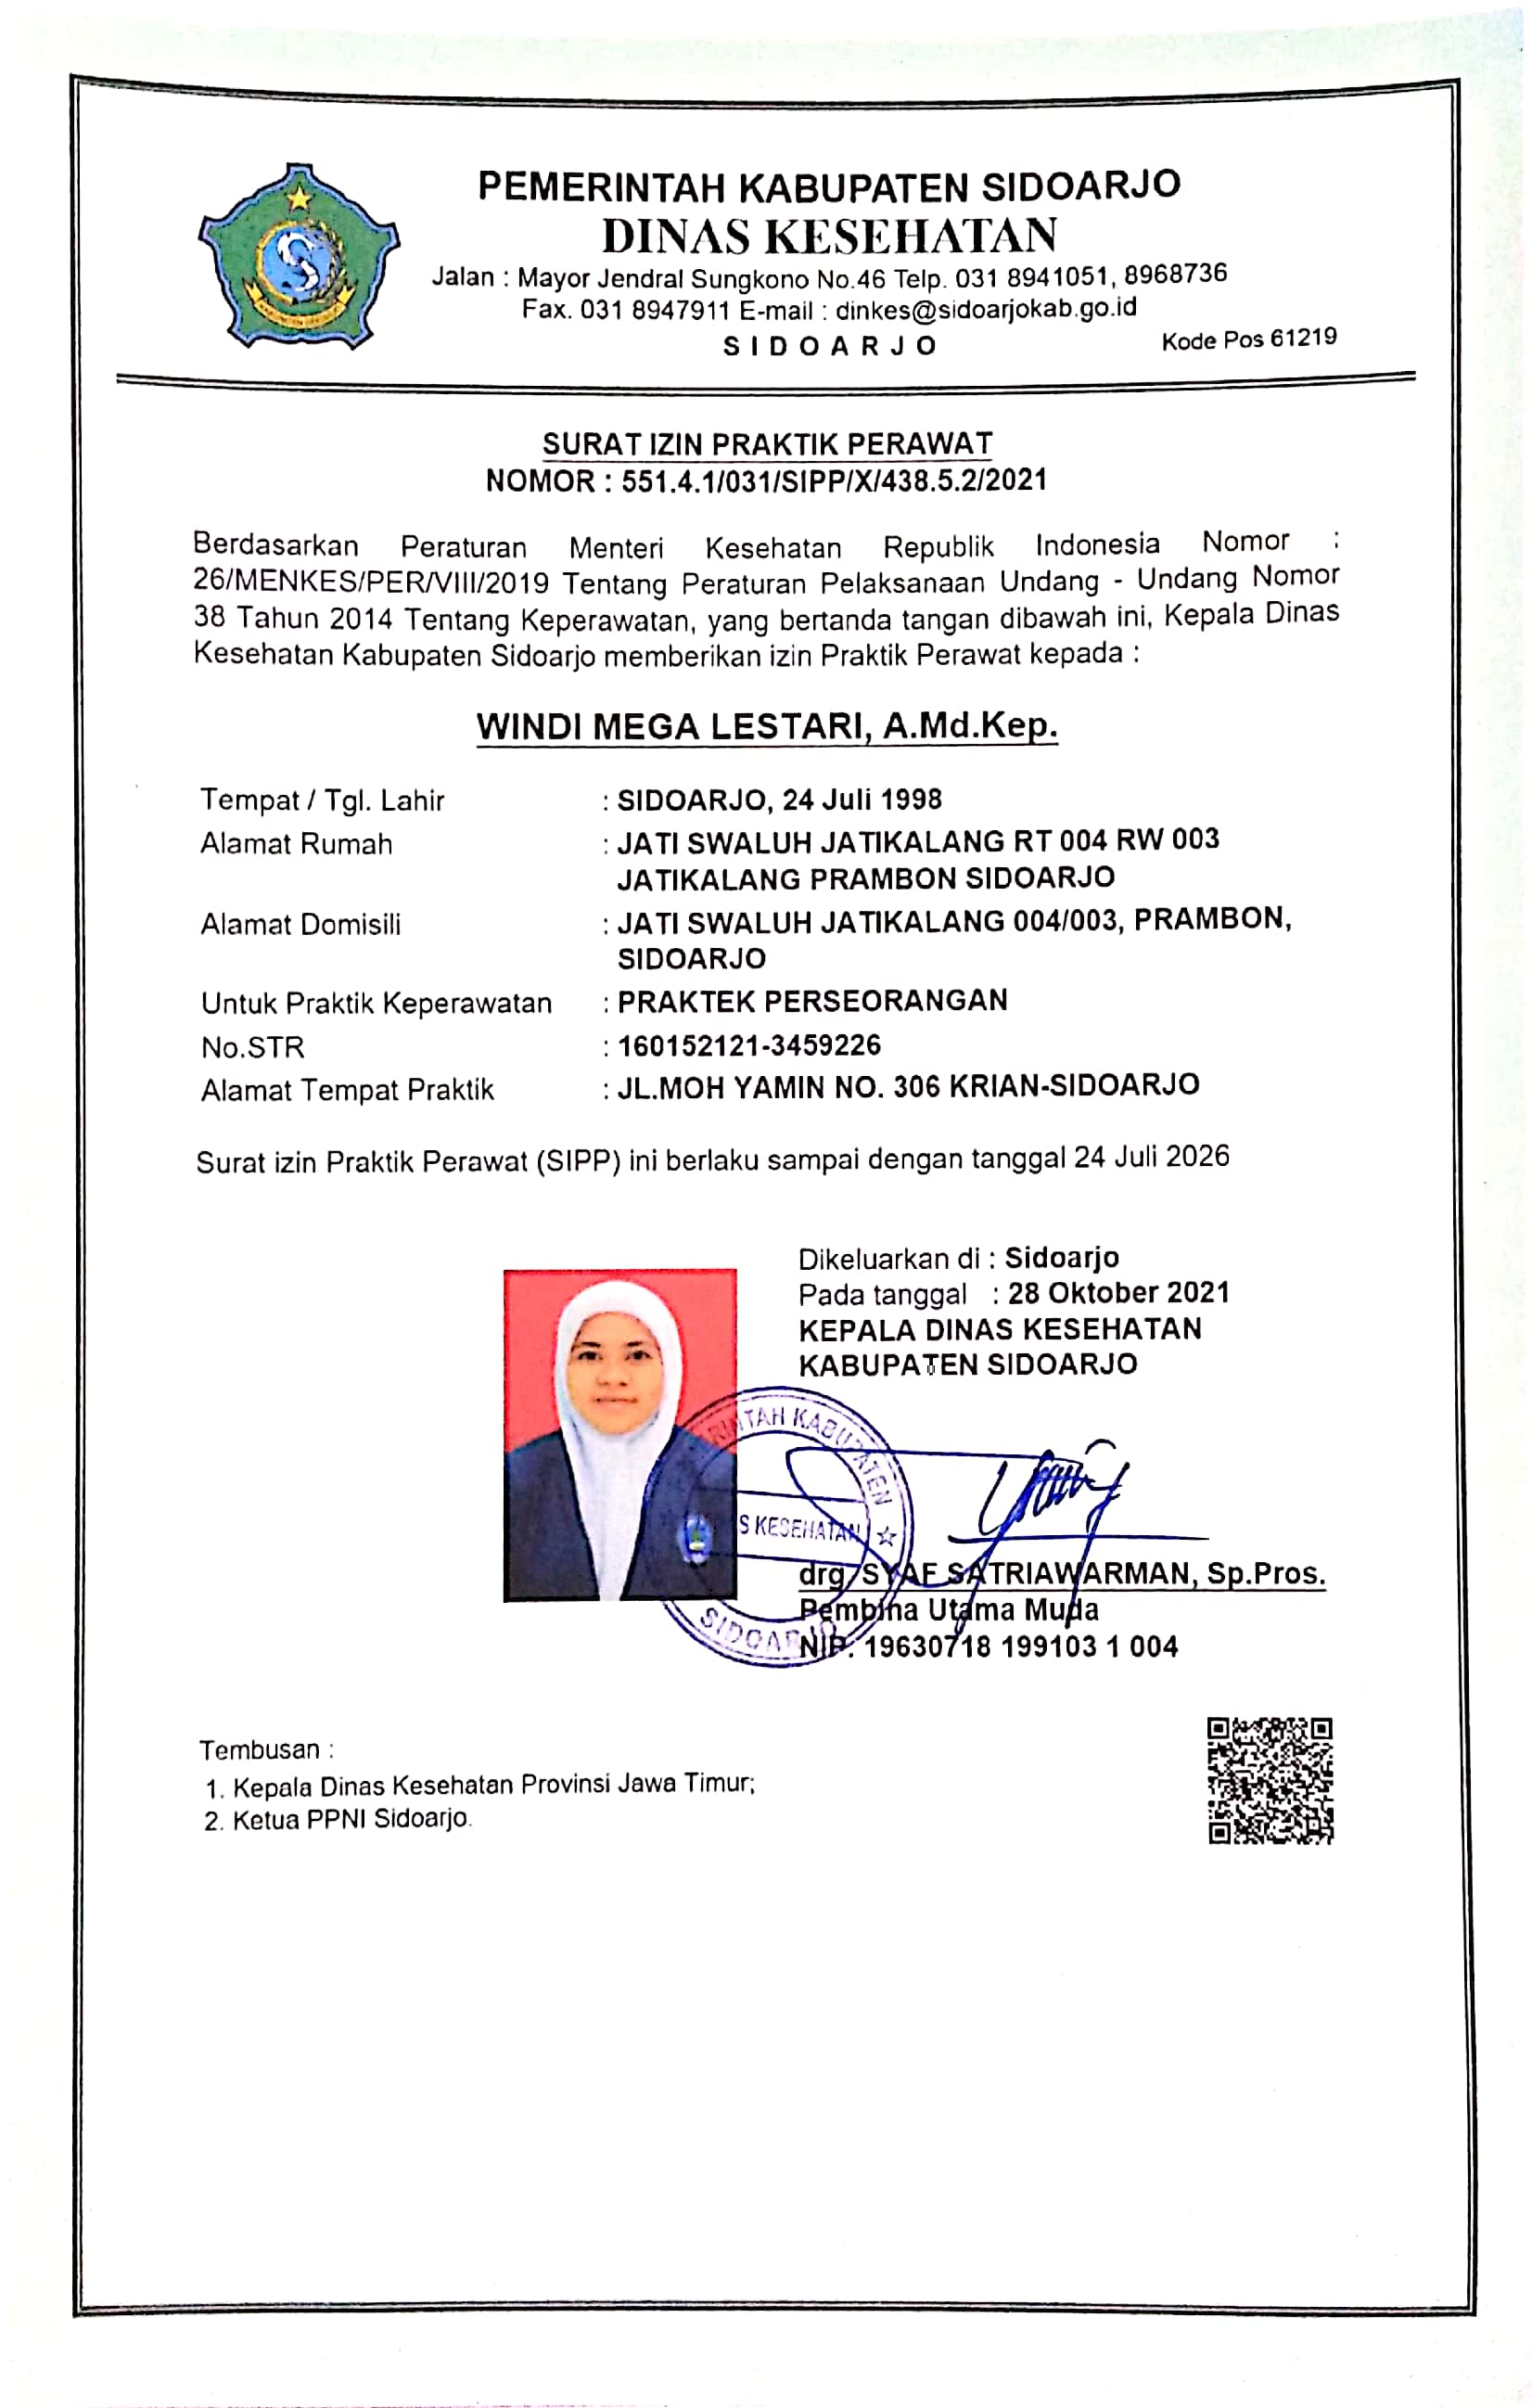 PEMERINTAH KABUPATEN SIDOARJO
DINAS KESEHATAN
Jalan : Mayor Jendral Sungkono No.46 Telp. 031 8941051, 8968736
Fax. 031 8947911 E-mail : dinkes@sidoarjokab.go.id
SIDOARJO Kode Pos 61219
SURAT IZIN PRAKTIK PERAWAT
NOMOR : 551.4.1/031/SIPP/X/438.5.2/2021
Berdasarkan Peraturan Menteri Kesehatan Republik Indonesia Nomor :
26/MENKES/PER/VIII/2019 Tentang Peraturan Pelaksanaan Undang - Undang Nomor
38 Tahun 2014 Tentang Keperawatan, yang bertanda tangan dibawah ini, Kepala Dinas
Kesehatan Kabupaten Sidoarjo memberikan izin Praktik Perawat kepada :
WINDI MEGA LESTARI, A.Md.Kep.
Tempat / Tgl. Lahir : SIDOARJO, 24 Juli 1998
Alamat Rumah : JATI SWALUH JATIKALANG RT 004 RW 003
JATIKALANG PRAMBON SIDOARJO
Alamat Domisili : JATI SWALUH JATIKALANG 004/003, PRAMBON,
SIDOARJO
Untuk Praktik Keperawatan : PRAKTEK PERSEORANGAN
No.STR : 160152121-3459226
Alamat Tempat Praktik : JL.MOH YAMIN NO. 306 KRIAN-SIDOARJO
Surat izin Praktik Perawat (SIPP) ini berlaku sampai dengan tanggal 24 Juli 2026
Dikeluarkan di : Sidoarjo
Pada tanggal : 28 Oktober 2021
KEPALA DINAS KESEHATAN
KABUPATEN SIDOARJO
RINTAH KABUPATEN
S KESEHATAN
SIDOARJO
drg. SYAF SATRIAWARMAN, Sp.Pros.
Pembina Utama Muda
NIP. 19630718 199103 1 004
Tembusan :
1. Kepala Dinas Kesehatan Provinsi Jawa Timur;
2. Ketua PPNI Sidoarjo.